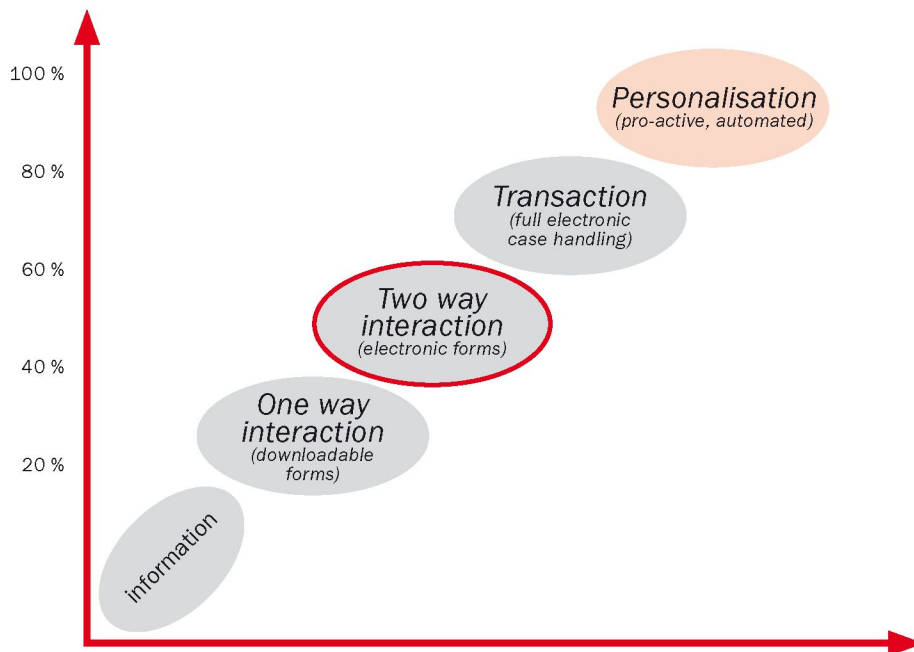 100 %
Personalisation
(pro-active, automated)
80 %
Transaction
(full electronic
case handling)
60 %
Two way
interaction
(electronic forms)
40 %
One way
interaction
(downloadable
forms)
20 %
information